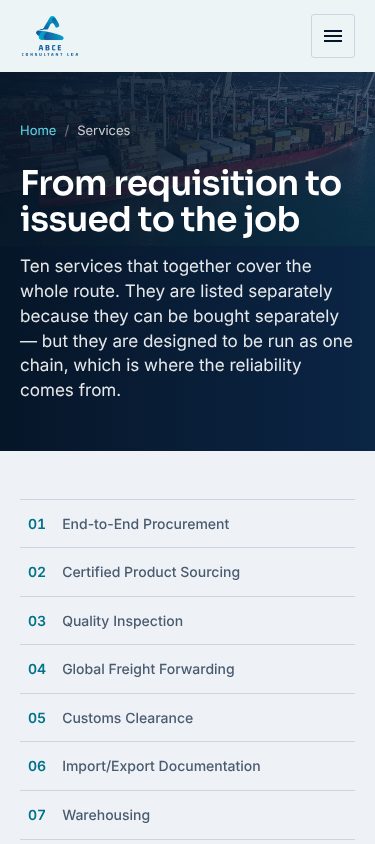 ABCE
CONSULTANT LDA
Home / Services
From requisition to
issued to the job
Ten services that together cover the
whole route. They are listed separately
because they can be bought separately
— but they are designed to be run as one
chain, which is where the reliability
comes from.
01 End-to-End Procurement
02 Certified Product Sourcing
03 Quality Inspection
04 Global Freight Forwarding
05 Customs Clearance
06 Import/Export Documentation
07 Warehousing